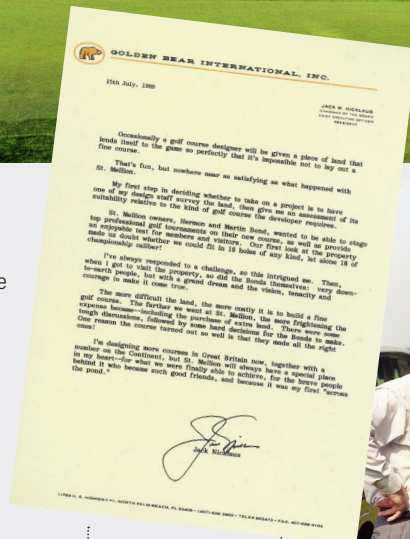 GOLDEN BEAR INTERNATIONAL, INC.
15th July, 1988
JACK W. NICKLAUS
CHAIRMAN OF THE BOARD
CHIEF EXECUTIVE OFFICER
PRESIDENT
Occasionally a golf course designer will be given a piece of land that
lends itself to the game so perfectly that it's impossible not to lay out a
fine course.
That's fun, but nowhere near as satisfying as what happened with
St. Mellion.
My first step in deciding whether to take on a project is to have
one of my design staff survey the land, then give me an assessment of its
suitability relative to the kind of golf course the developer requires.
St. Mellion owners, Hermon and Martin Bond, wanted to be able to stage
top professional golf tournaments on their new course, as well as provide
an enjoyable test for members and visitors. Our first look at the property
made us doubt whether we could fit in 18 holes of any kind, let alone 18 of
championship caliber!
I've always responded to a challenge, so this intrigued me. Then,
when I got to visit the property, so did the Bonds themselves: very down-
to-earth people, but with a grand dream and the vision, tenacity and
courage to make it come true.
The more difficult the land, the more costly it is to build a fine
golf course. The farther we went at St. Mellion, the more frightening the
expense became--including the purchase of extra land. There were some
tough discussions, followed by some hard decisions for the Bonds to make.
One reason the course turned out so well is that they made all the right
ones!
I'm designing more courses in Great Britain now, together with a
number on the Continent, but St. Mellion will always have a special place
in my heart--for what we were finally able to achieve, for the brave people
behind it who became such good friends, and because it was my first "across
the pond."
Jack Nicklaus
11780 U. S. HIGHWAY #1, NORTH PALM BEACH, FL 33408 •
e